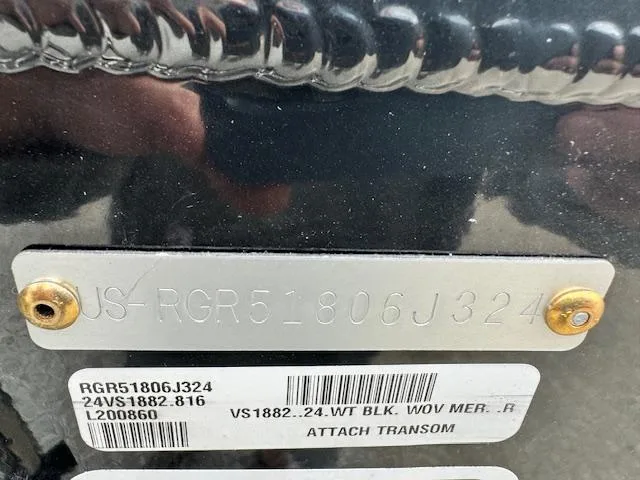 US-RGR51806J324
RGR51806J324
24VS1882.816
L200860
VS1882..24.WT BLK. WOV MER. .R
ATTACH TRANSOM